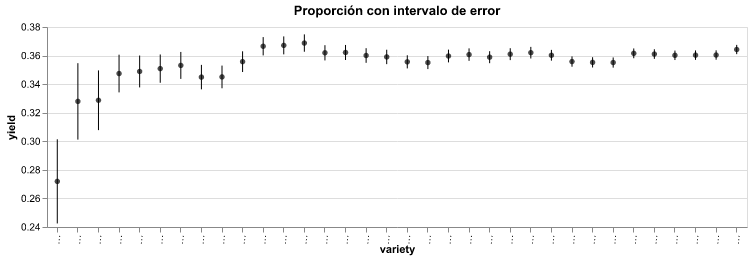 Proporción con intervalo de error
0.38
0.36
0.34
0.32
0.30
0.28
0.26
0.24
yield
… … … … … … … … … … … … … … … … … … … … … … … … … … … … … … … … … …
variety